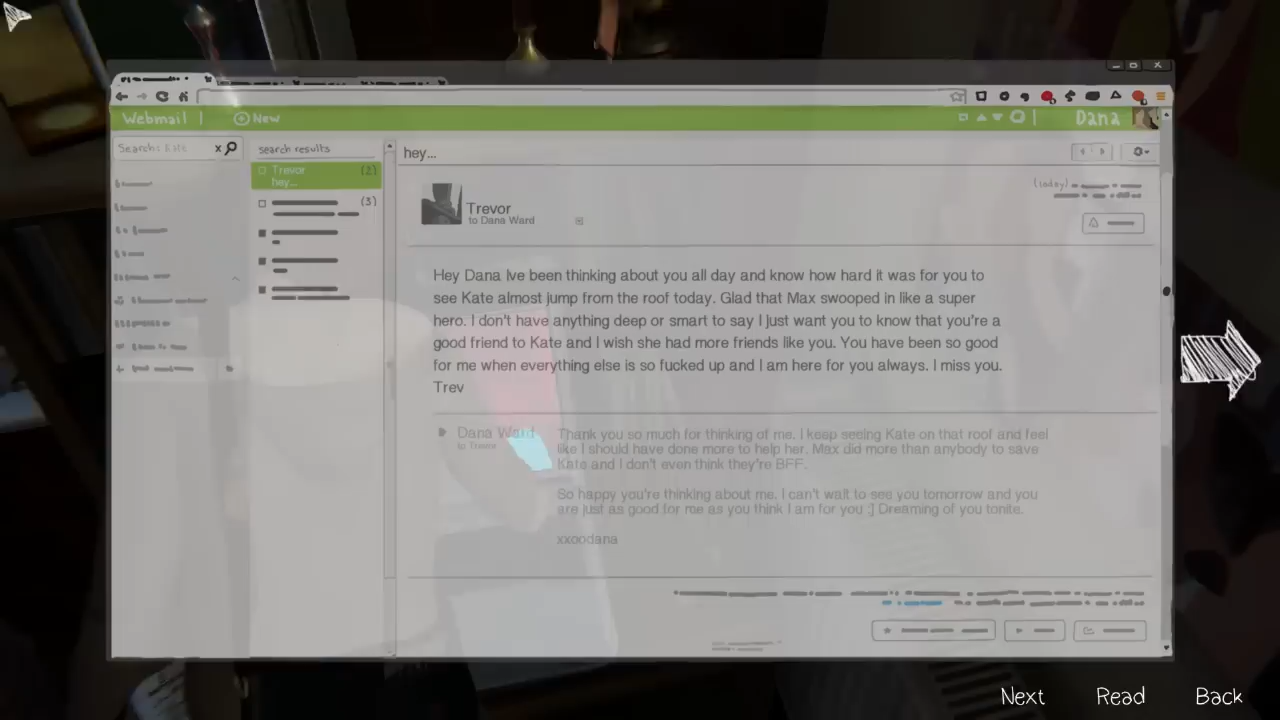 Webmail | New Dana
Search: Kate x search results hey...
Trevor (2)
hey...
(3)
Trevor
to Dana Ward
(today)
Hey Dana Ive been thinking about you all day and know how hard it was for you to
see Kate almost jump from the roof today. Glad that Max swooped in like a super
hero. I don't have anything deep or smart to say I just want you to know that you're a
good friend to Kate and I wish she had more friends like you. You have been so good
for me when everything else is so fucked up and I am here for you always. I miss you.
Trev
Dana Ward
to Trevor
Thank you so much for thinking of me. I keep seeing Kate on that roof and feel
like I should have done more to help her. Max did more than anybody to save
Kate and I don't even think they're BFF.
So happy you're thinking about me. I can't wait to see you tomorrow and you
are just as good for me as you think I am for you :] Dreaming of you tonite.
xxoodana
Next Read Back